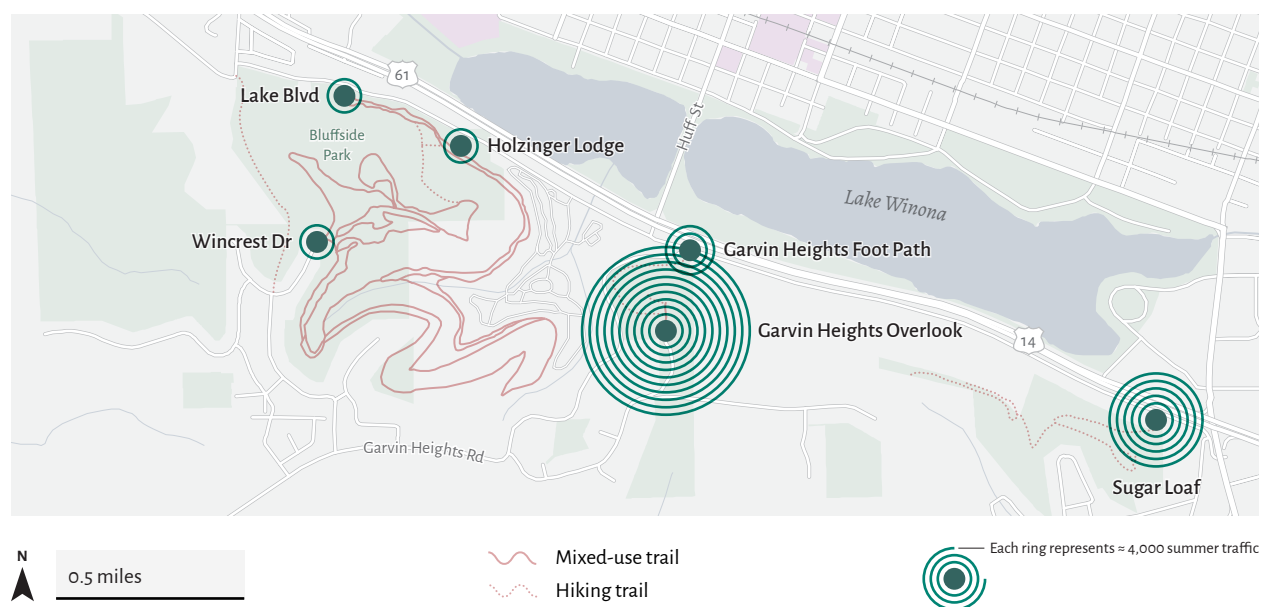 61
Lake Blvd
Bluffside
Park
Holzinger Lodge
Huff St
Lake Winona
Wincrest Dr
Garvin Heights Foot Path
Garvin Heights Overlook
14
Garvin Heights Rd
Sugar Loaf
N
0.5 miles
Mixed-use trail
Hiking trail
Each ring represents ≈ 4,000 summer traffic